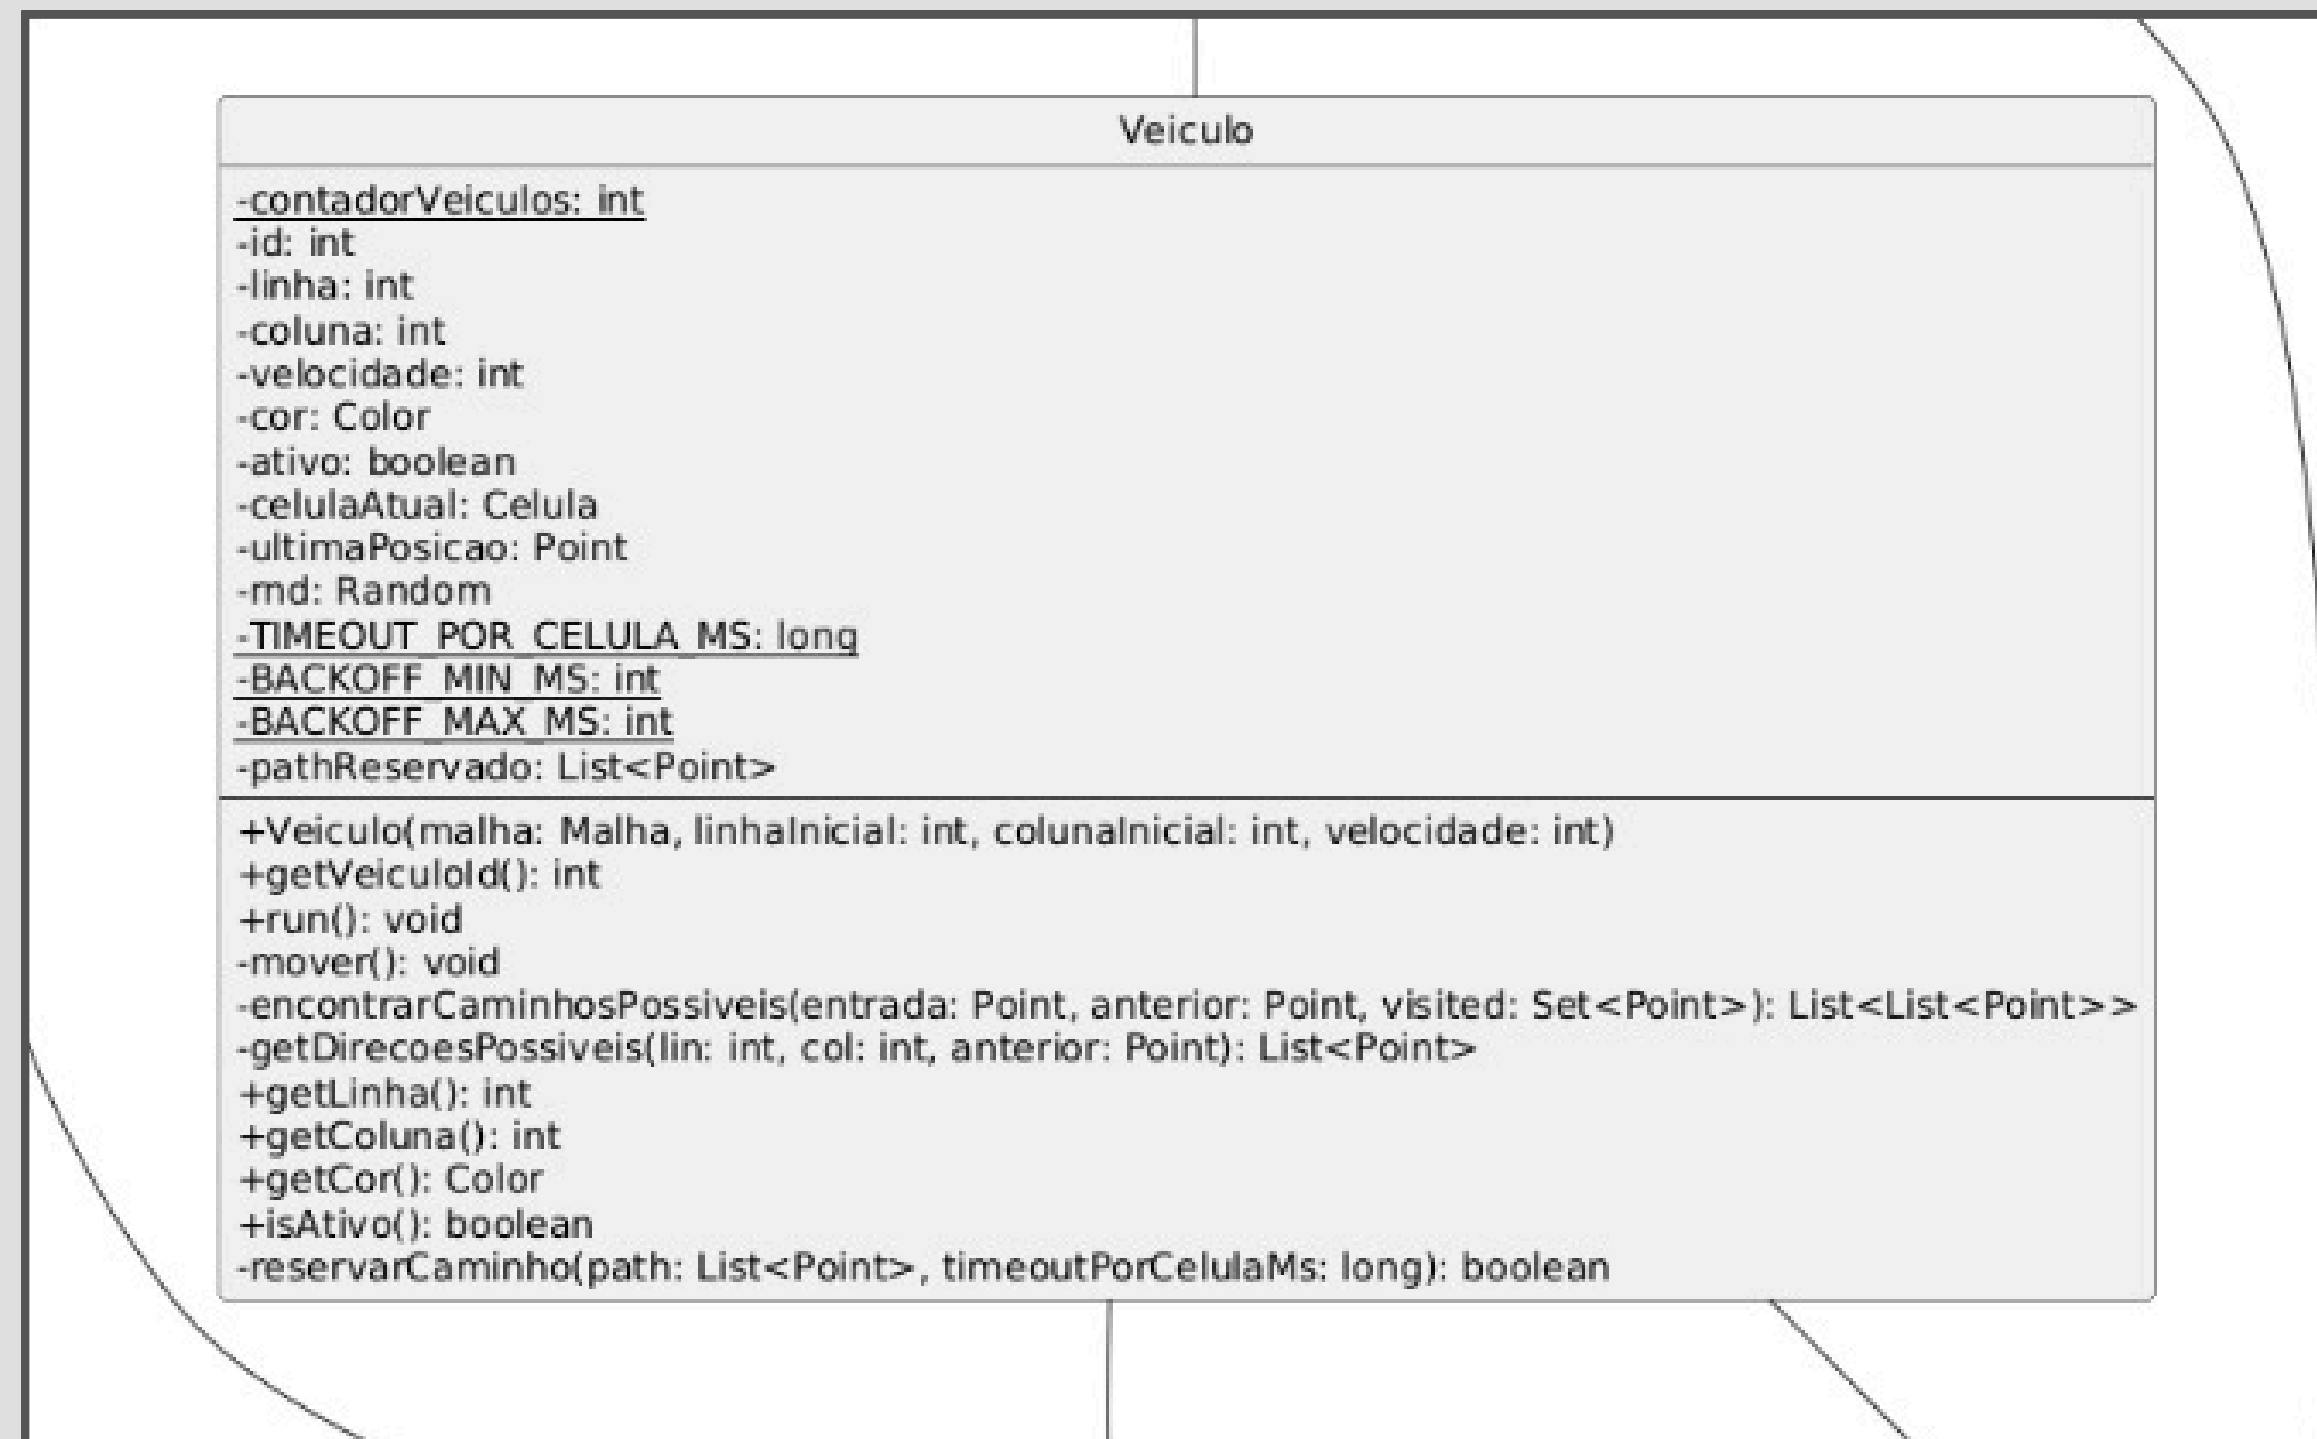 Veiculo
-contadorVeiculos: int
-id: int
-linha: int
-coluna: int
-velocidade: int
-cor: Color
-ativo: boolean
-celulaAtual: Celula
-ultimaPosicao: Point
-rnd: Random
-TIMEOUT_POR_CELULA_MS: long
-BACKOFF_MIN_MS: int
-BACKOFF_MAX_MS: int
-pathReservado: List<Point>
+Veiculo(malha: Malha, linhaInicial: int, colunaInicial: int, velocidade: int)
+getVeiculoId(): int
+run(): void
-mover(): void
-encontrarCaminhosPossiveis(entrada: Point, anterior: Point, visited: Set<Point>): List<List<Point>>
-getDirecoesPossiveis(lin: int, col: int, anterior: Point): List<Point>
+getLinha(): int
+getColuna(): int
+getCor(): Color
+isAtivo(): boolean
-reservarCaminho(path: List<Point>, timeoutPorCelulaMs: long): boolean